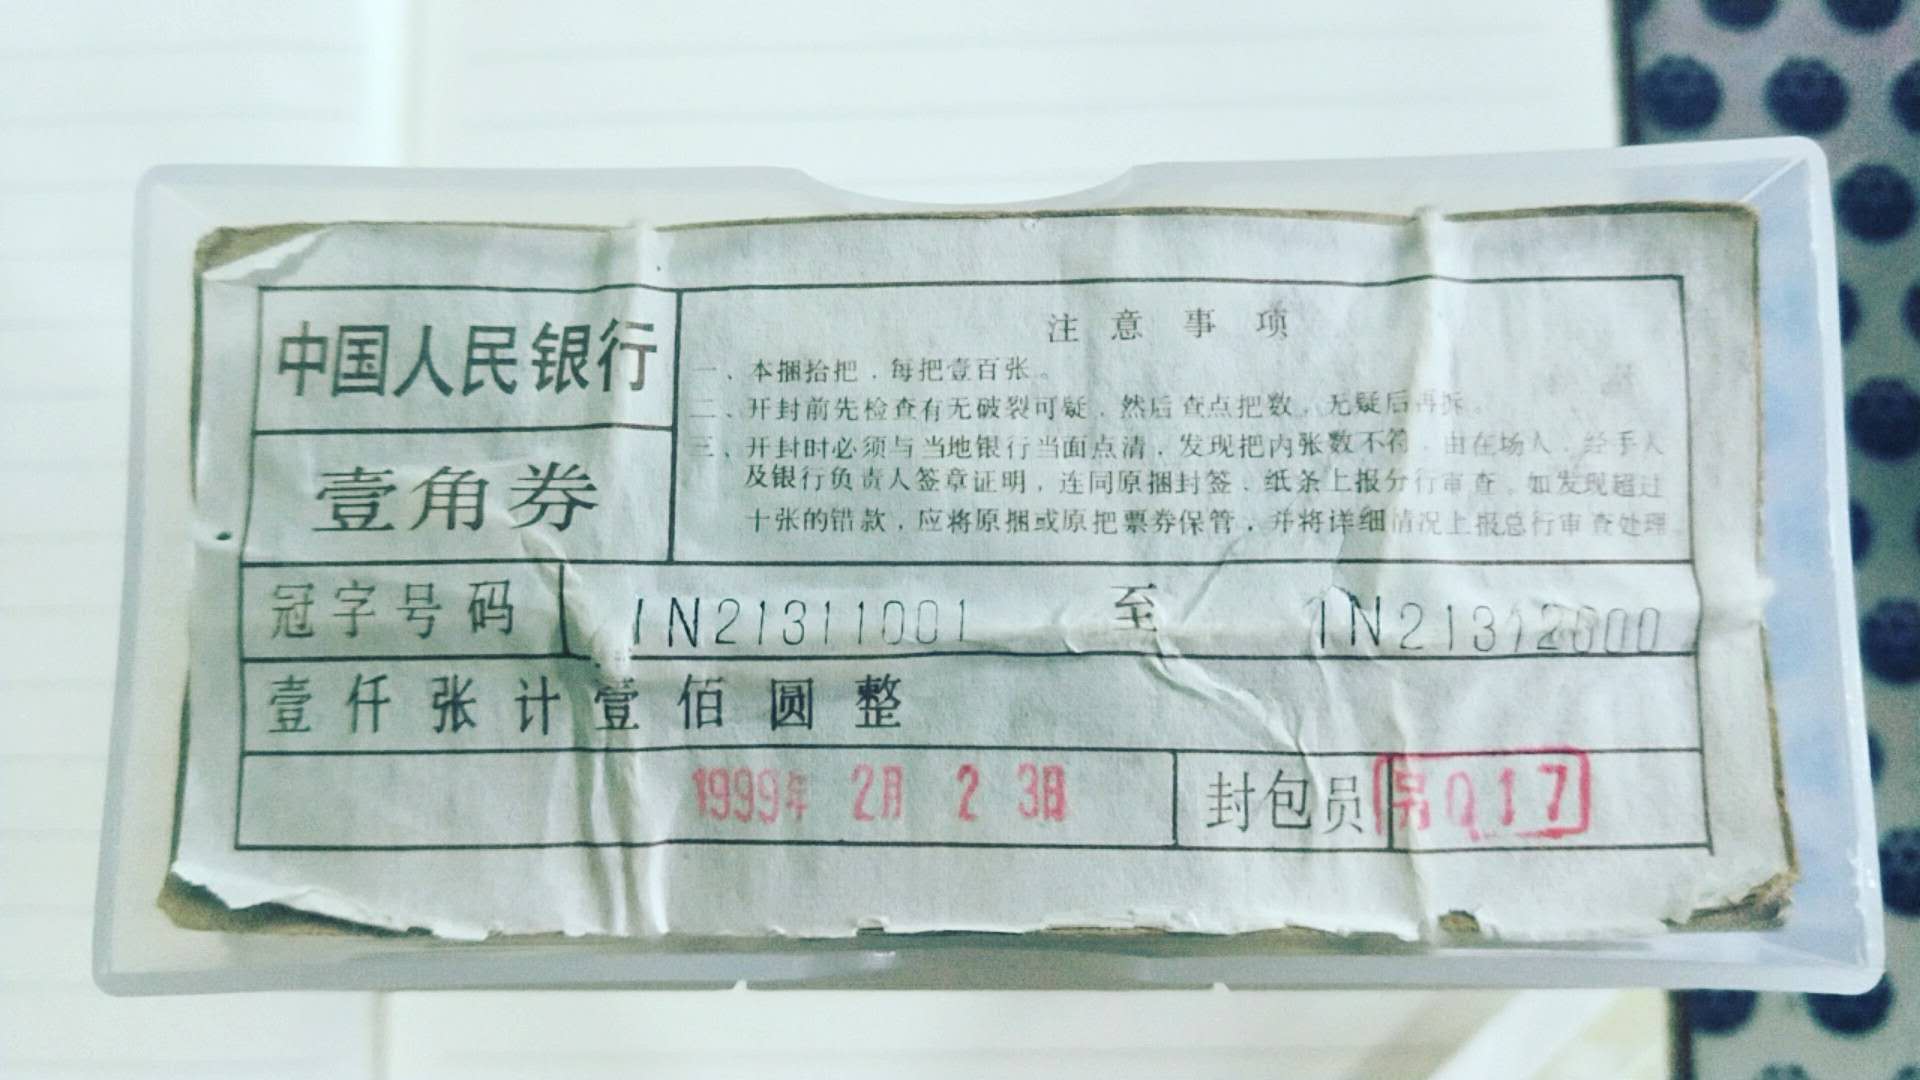 中国人民银行
壹角券
注意事项
一、本捆拾把，每把壹百张。
二、开封前先检查有无破裂可疑，然后查点把数，无疑后再拆。
三、开封时必须与当地银行当面点清，发现把内张数不符，由在场人、经手人
及银行负责人签章证明，连同原捆封签、纸条上报分行审查。如发现超过
十张的错款，应将原捆或原把票券保管，并将详细情况上报总行审查处理
冠字号码 IN21311001 至 IN21312000
壹仟张计壹佰圆整
1999年 2月 23日 封包员 017